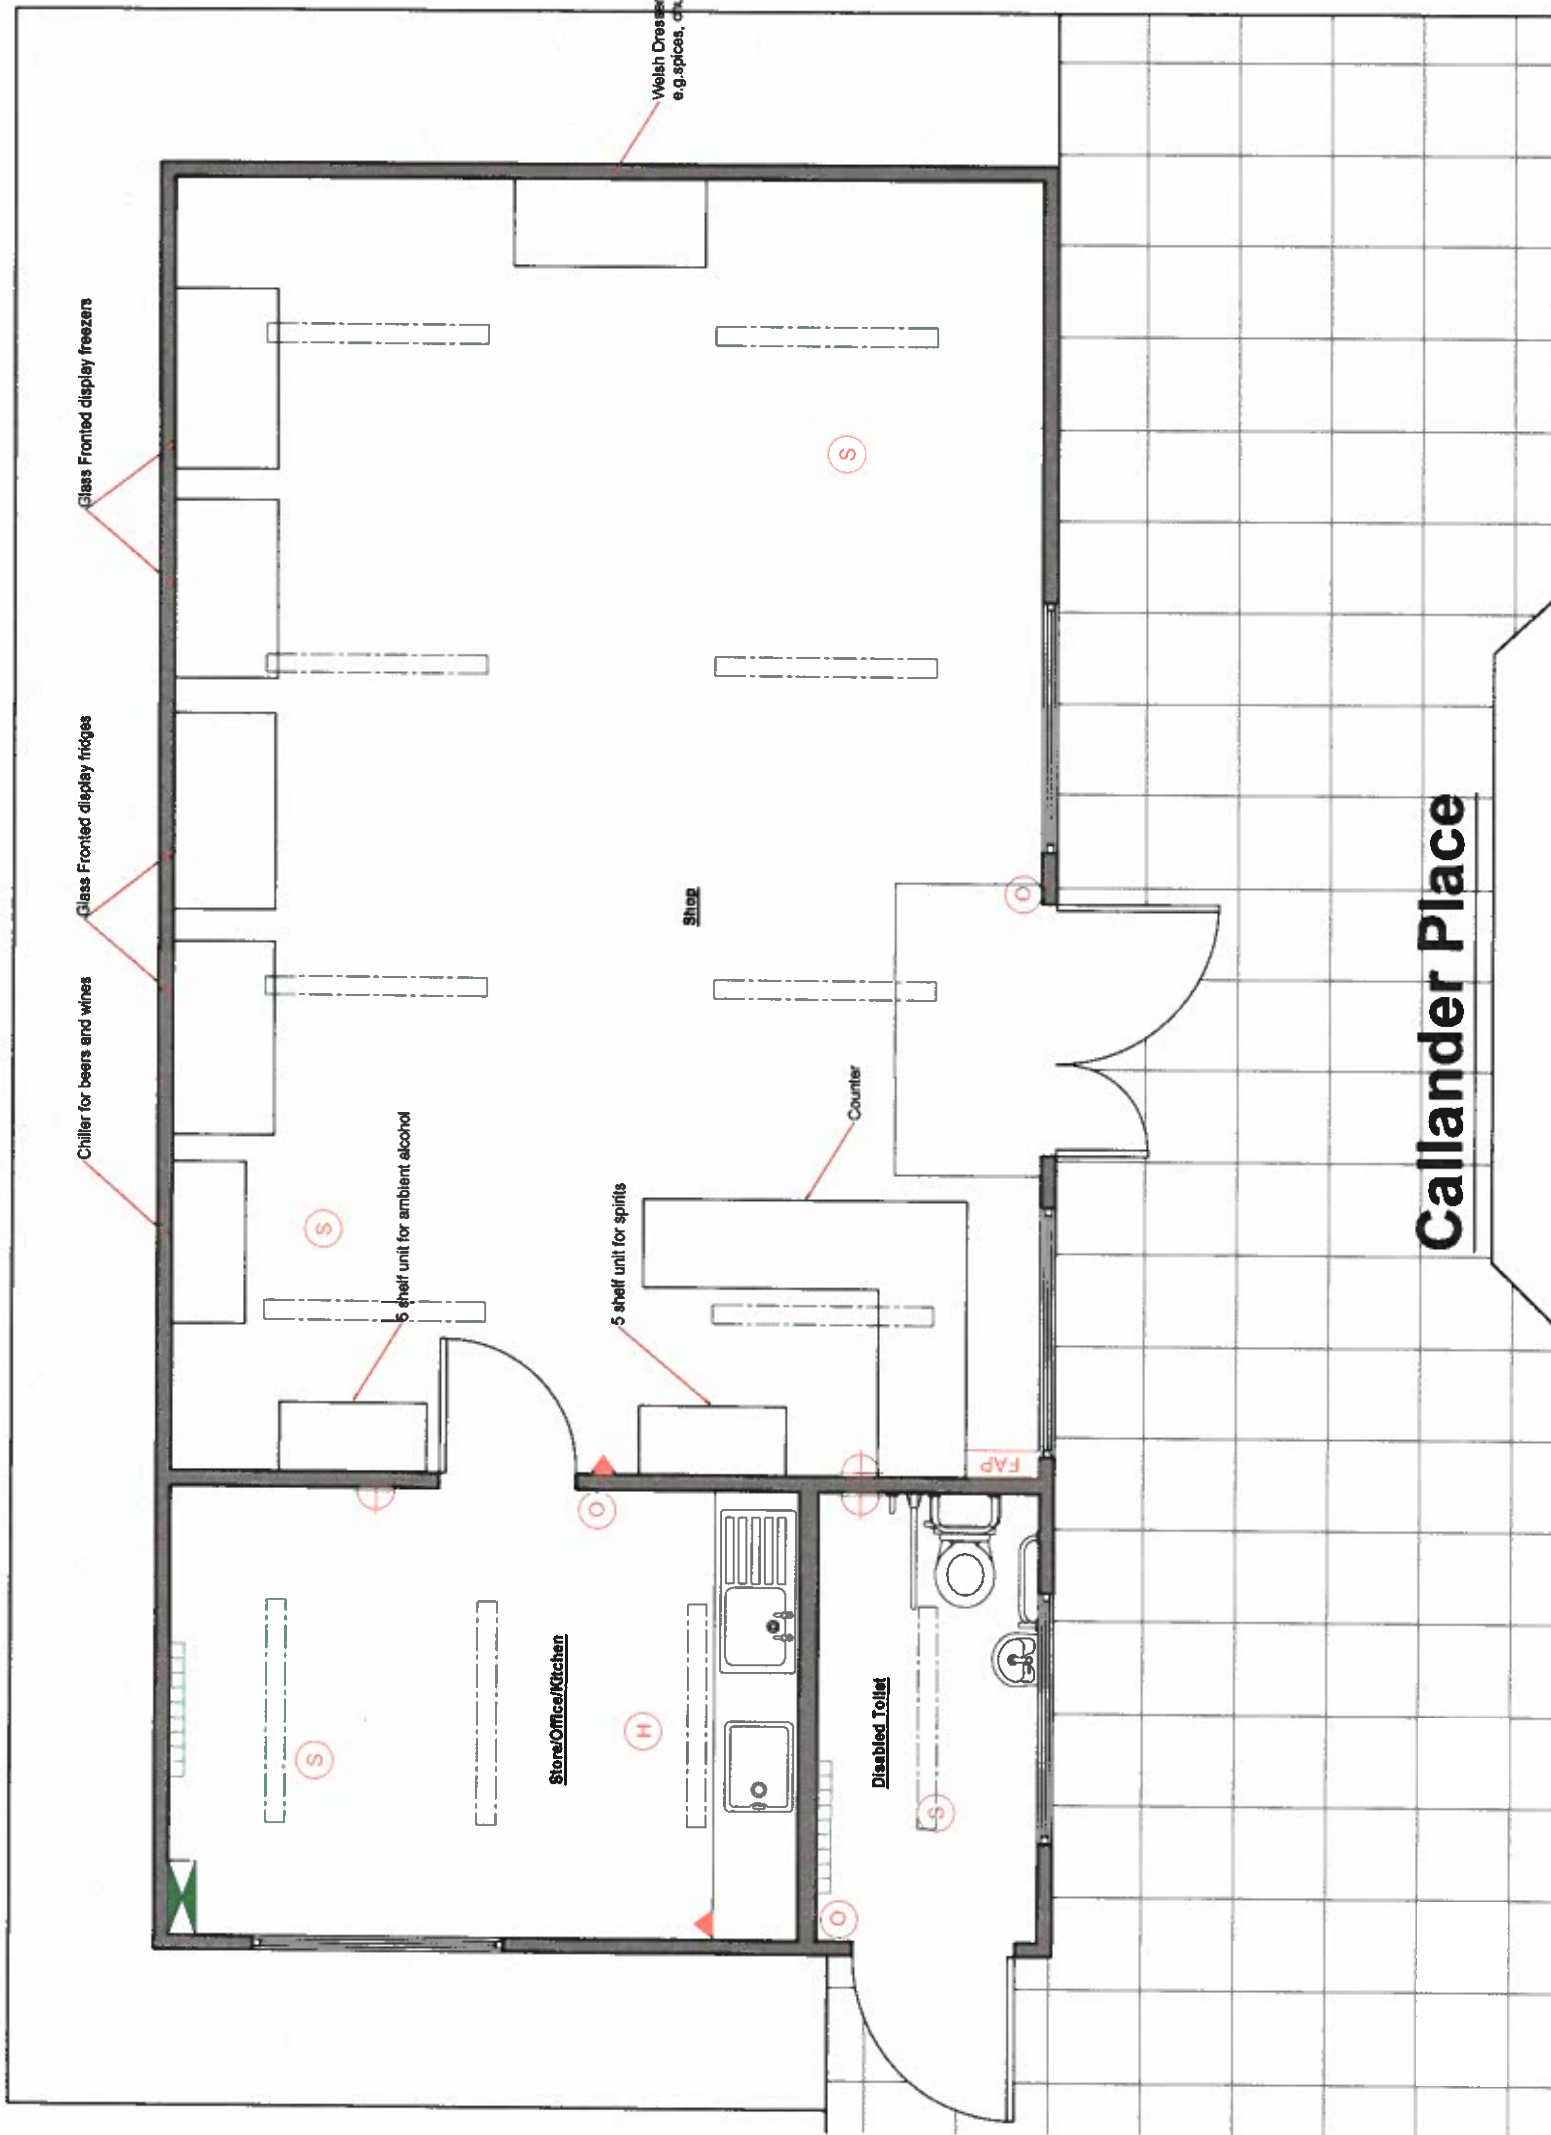 Glass Fronted display freezers
Glass Fronted display fridges
Chiller for beers and wines
Welsh
e.g.spices,
5 shelf unit for ambient alcohol
5 shelf unit for spirits
Counter
Shop
Store/Office/Kitchen
Disabled Toilet
FAP
S
S
S
S
H
O
O
O
Callander Place